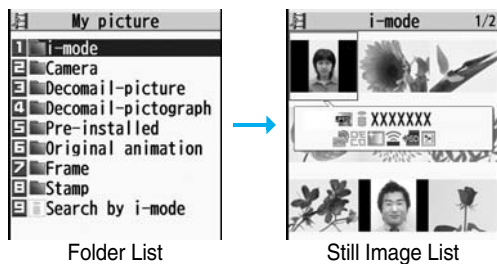 My picture
1 i-mode
2 Camera
3 Decomail-picture
4 Decomail-pictograph
5 Pre-installed
6 Original animation
7 Frame
8 Stamp
9 Search by i-mode
Folder List
i-mode 1/2
XXXXXXX
Still Image List